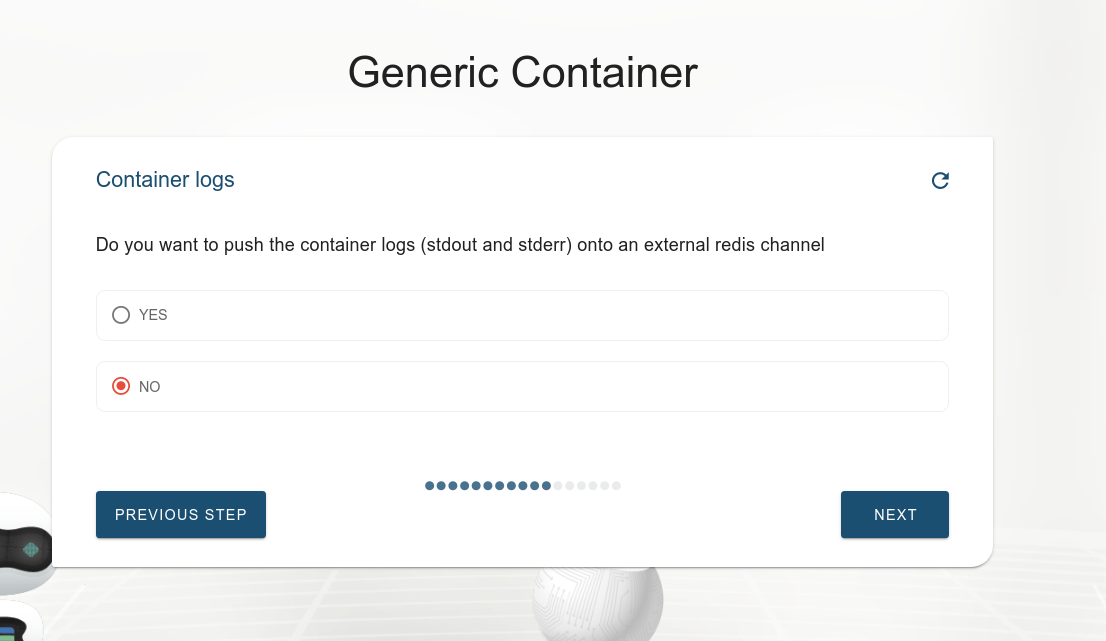 Generic Container
Container logs
Do you want to push the container logs (stdout and stderr) onto an external redis channel
YES
NO
PREVIOUS STEP
NEXT